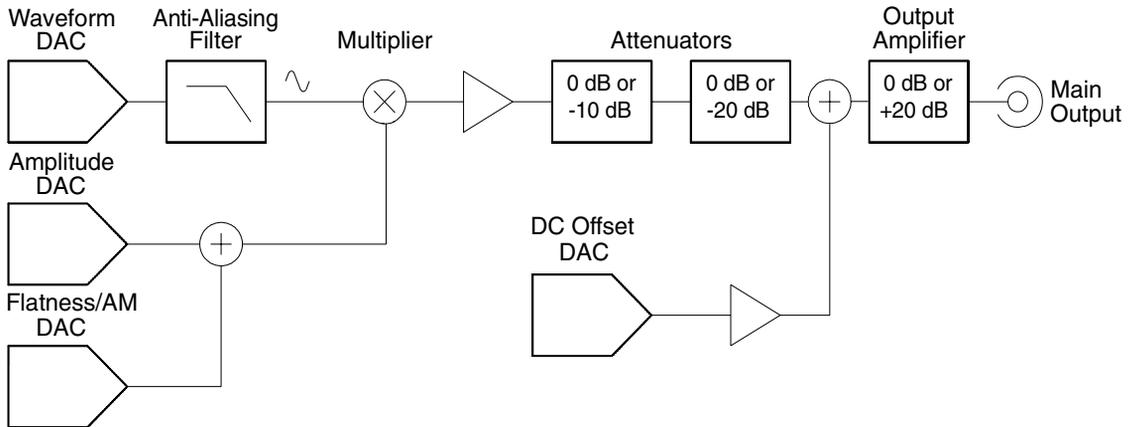 Waveform
DAC
Anti-Aliasing
Filter
Multiplier
Attenuators
Output
Amplifier
0 dB or
-10 dB
0 dB or
-20 dB
0 dB or
+20 dB
Main
Output
Amplitude
DAC
DC Offset
DAC
Flatness/AM
DAC